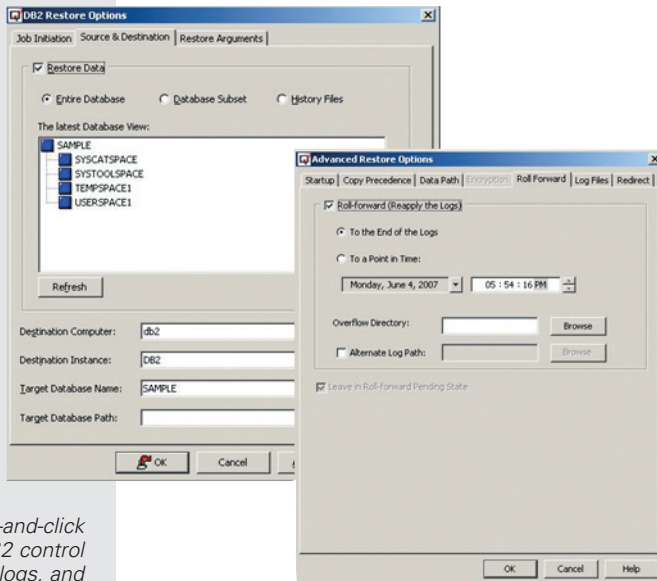 DB2 Restore Options
Job Initiation Source & Destination Restore Arguments
Restore Data
Entire Database Database Subset History Files
The latest Database View:
SAMPLE
SYSCATSPACE
SYSTOOLSPACE
TEMPSPACE1
USERSPACE1
Refresh
Destination Computer: db2
Destination Instance: DB2
Target Database Name: SAMPLE
Target Database Path:
OK Cancel
Advanced Restore Options
Startup Copy Precedence Data Path Encryption Roll Forward Log Files Redirect
Roll-forward (Reapply the Logs)
To the End of the Logs
To a Point in Time:
Monday, June 4, 2007 05 : 54 : 16 PM
Overflow Directory: Browse
Alternate Log Path: Browse
Leave in Roll-forward Pending State
OK Cancel Help
-and-click
2 control
logs, and